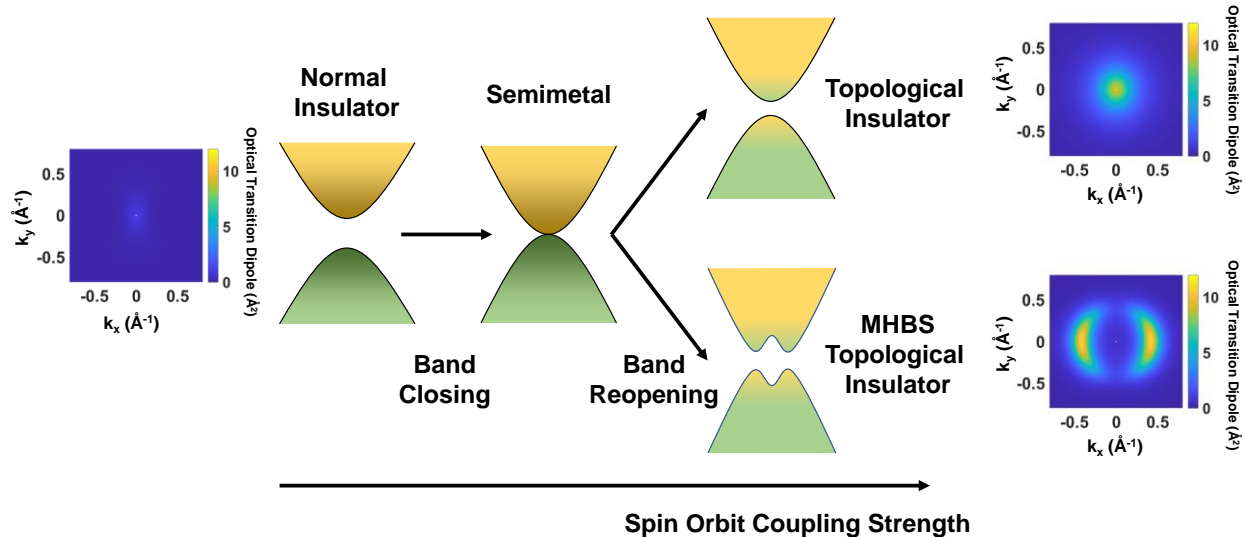 Normal
Insulator
Semimetal
Topological
Insulator
MHBS
Topological
Insulator
Band
Closing
Band
Reopening
Spin Orbit Coupling Strength
0.5
0
-0.5
-0.5 0 0.5
k_y (Å⁻¹)
k_x (Å⁻¹)
10
5
0
Optical Transition Dipole (Å²)
0.5
0
-0.5
-0.5 0 0.5
k_y (Å⁻¹)
k_x (Å⁻¹)
10
5
0
Optical Transition Dipole (Å²)
0.5
0
-0.5
-0.5 0 0.5
k_y (Å⁻¹)
k_x (Å⁻¹)
10
5
0
Optical Transition Dipole (Å²)